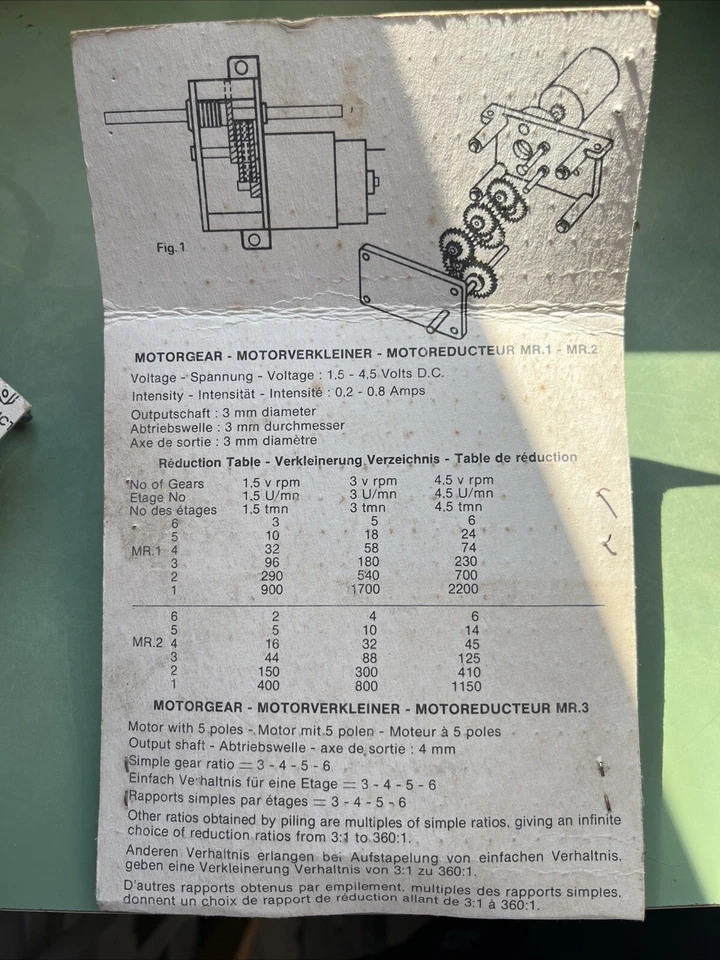 Fig.1
MOTORGEAR - MOTORVERKLEINER - MOTOREDUCTEUR MR.1 - MR.2
Voltage - Spannung - Voltage : 1,5 - 4,5 Volts D.C.
Intensity - Intensität - Intensité : 0.2 - 0.8 Amps
Outputschaft : 3 mm diameter
Abtriebswelle : 3 mm durchmesser
Axe de sortie : 3 mm diamètre
Réduction Table - Verkleinerung Verzeichnis - Table de réduction
No of Gears 1.5 v rpm 3 v rpm 4.5 v rpm
Etage No 1.5 U/mn 3 U/mn 4.5 U/mn
No des étages 1.5 tmn 3 tmn 4.5 tmn
6 3 5 6
5 10 18 24
MR.1 4 32 58 74
3 96 180 230
2 290 540 700
1 900 1700 2200
6 2 4 6
5 5 10 14
MR.2 4 16 32 45
3 44 88 125
2 150 300 410
1 400 800 1150
MOTORGEAR - MOTORVERKLEINER - MOTOREDUCTEUR MR.3
Motor with 5 poles - Motor mit 5 polen - Moteur à 5 poles
Output shaft - Abtriebswelle - axe de sortie : 4 mm
Simple gear ratio = 3 - 4 - 5 - 6
Einfach Verhaltnis für eine Etage = 3 - 4 - 5 - 6
Rapports simples par étages = 3 - 4 - 5 - 6
Other ratios obtained by piling are multiples of simple ratios, giving an infinite
choice of reduction ratios from 3:1 to 360:1.
Anderen Verhaltnis erlangen bei Aufstapelung von einfachen Verhaltnis.
geben eine Verkleinerung Verhaltnis von 3:1 zu 360:1.
D'autres rapports obtenus par empilement, multiples des rapports simples,
donnent un choix de rapport de réduction allant de 3:1 à 360:1.